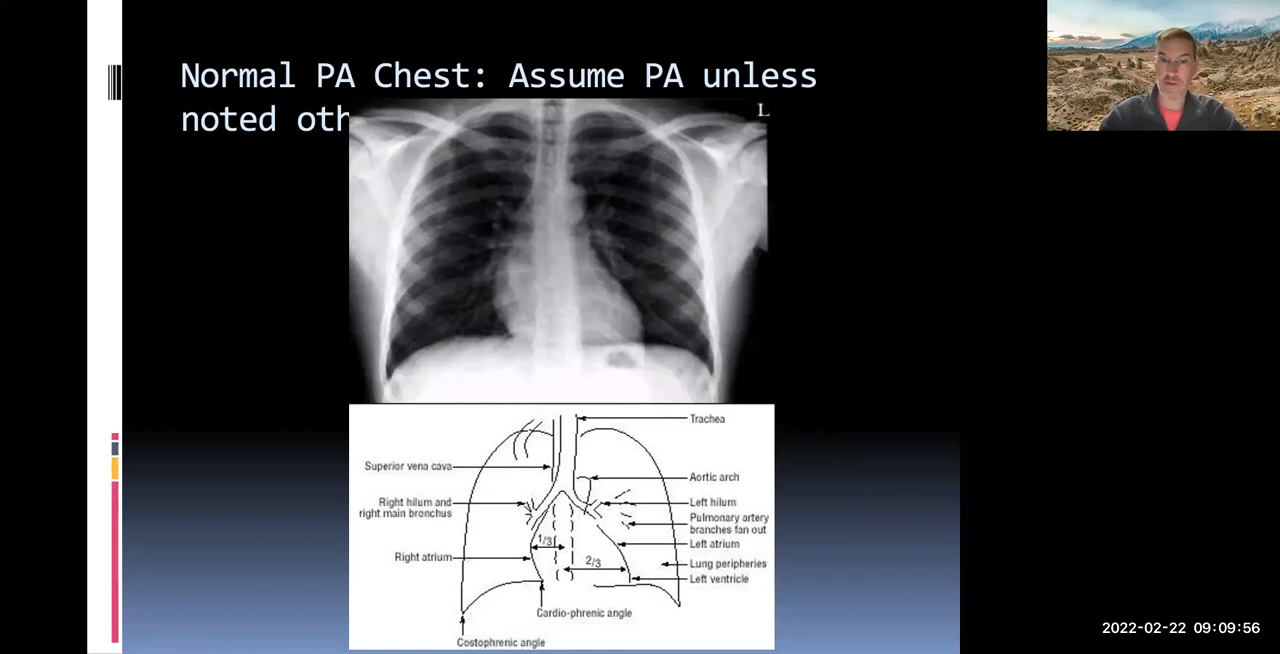 Normal PA Chest: Assume PA unless
noted oth
L
Trachea
Superior vena cava
Aortic arch
Right hilum and
right main bronchus
Left hilum
Pulmonary artery
branches fan out
1/3
Left atrium
Right atrium
2/3
Lung peripheries
Left ventricle
Cardio-phrenic angle
Costophrenic angle
2022-02-22 09:09:56